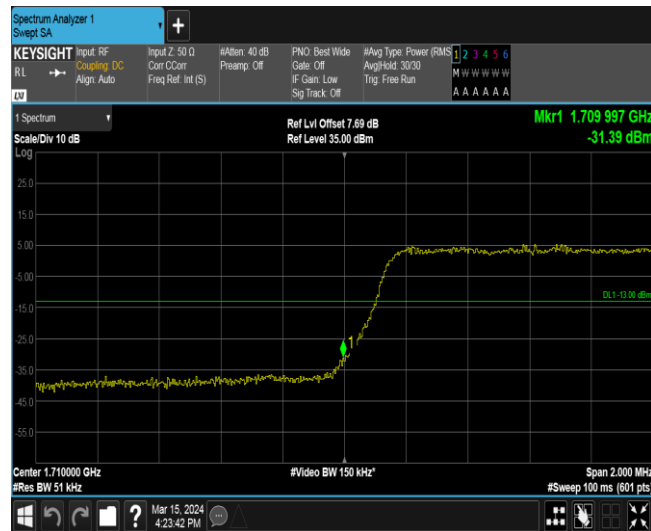 Spectrum Analyzer 1
Swept SA
+
KEYSIGHT
RL
LXI
Input: RF
Coupling: DC
Align: Auto
Input Z: 50 Ω
Corr CCorr
Freq Ref: Int (S)
#Atten: 40 dB
Preamp: Off
PNO: Best Wide
Gate: Off
IF Gain: Low
Sig Track: Off
#Avg Type: Power (RMS
Avg|Hold: 30/30
Trig: Free Run
1 2 3 4 5 6
M W W W W W
A A A A A A
1 Spectrum
Scale/Div 10 dB
Log
Ref Lvl Offset 7.69 dB
Ref Level 35.00 dBm
Mkr1 1.709 997 GHz
-31.39 dBm
25.0
15.0
5.00
-5.00
-15.0
-25.0
-35.0
-45.0
-55.0
DL1 -13.00 dBm
1
Center 1.710000 GHz
#Res BW 51 kHz
#Video BW 150 kHz*
Span 2.000 MHz
#Sweep 100 ms (601 pts)
?
Mar 15, 2024
4:23:42 PM